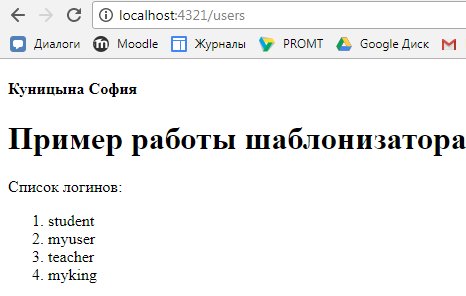 localhost:4321/users
Диалоги Moodle Журналы PROMT Google Диск
Куницына София
Пример работы шаблонизатора
Список логинов:
1. student
2. myuser
3. teacher
4. myking